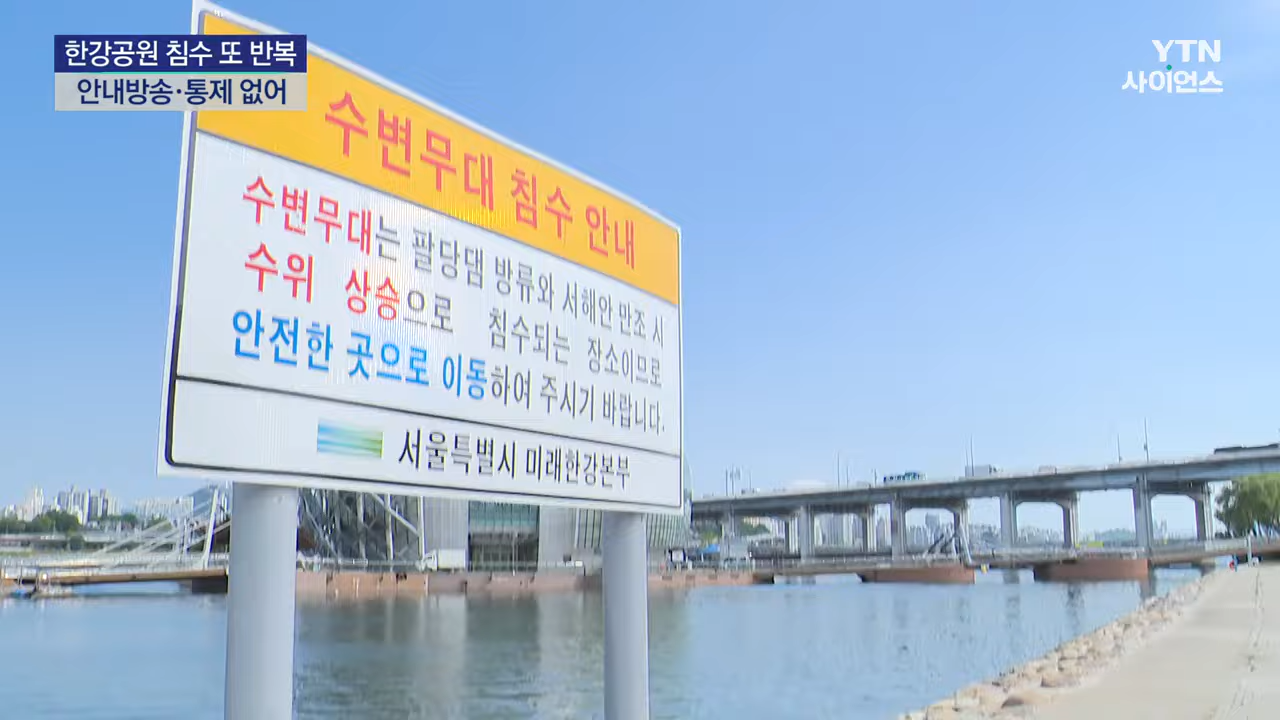 한강공원 침수 또 반복
안내방송·통제 없어
YTN
사이언스
수변무대 침수 안내
수변무대는 팔당댐 방류와 서해안 만조 시
수위 상승으로 침수되는 장소이므로
안전한 곳으로 이동하여 주시기 바랍니다.
서울특별시 미래한강본부